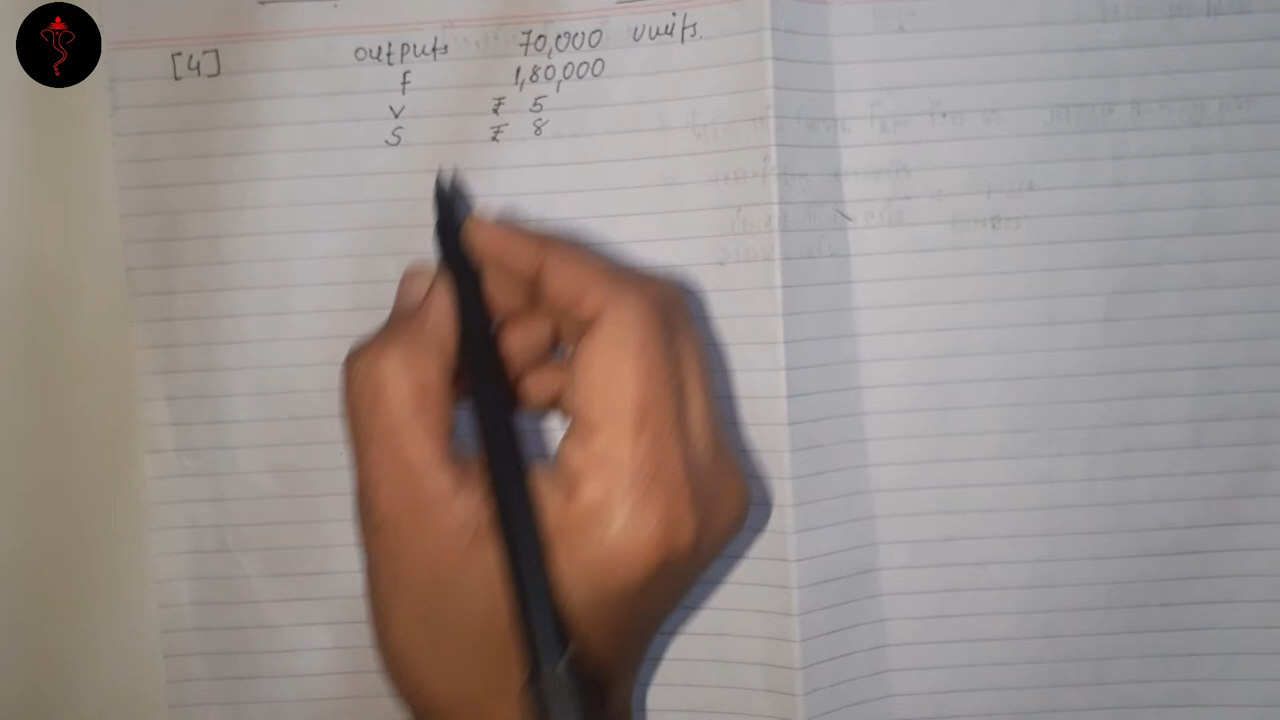 [4] outputs 70,000 units.
f 1,80,000
v ₹ 5
S ₹ 8